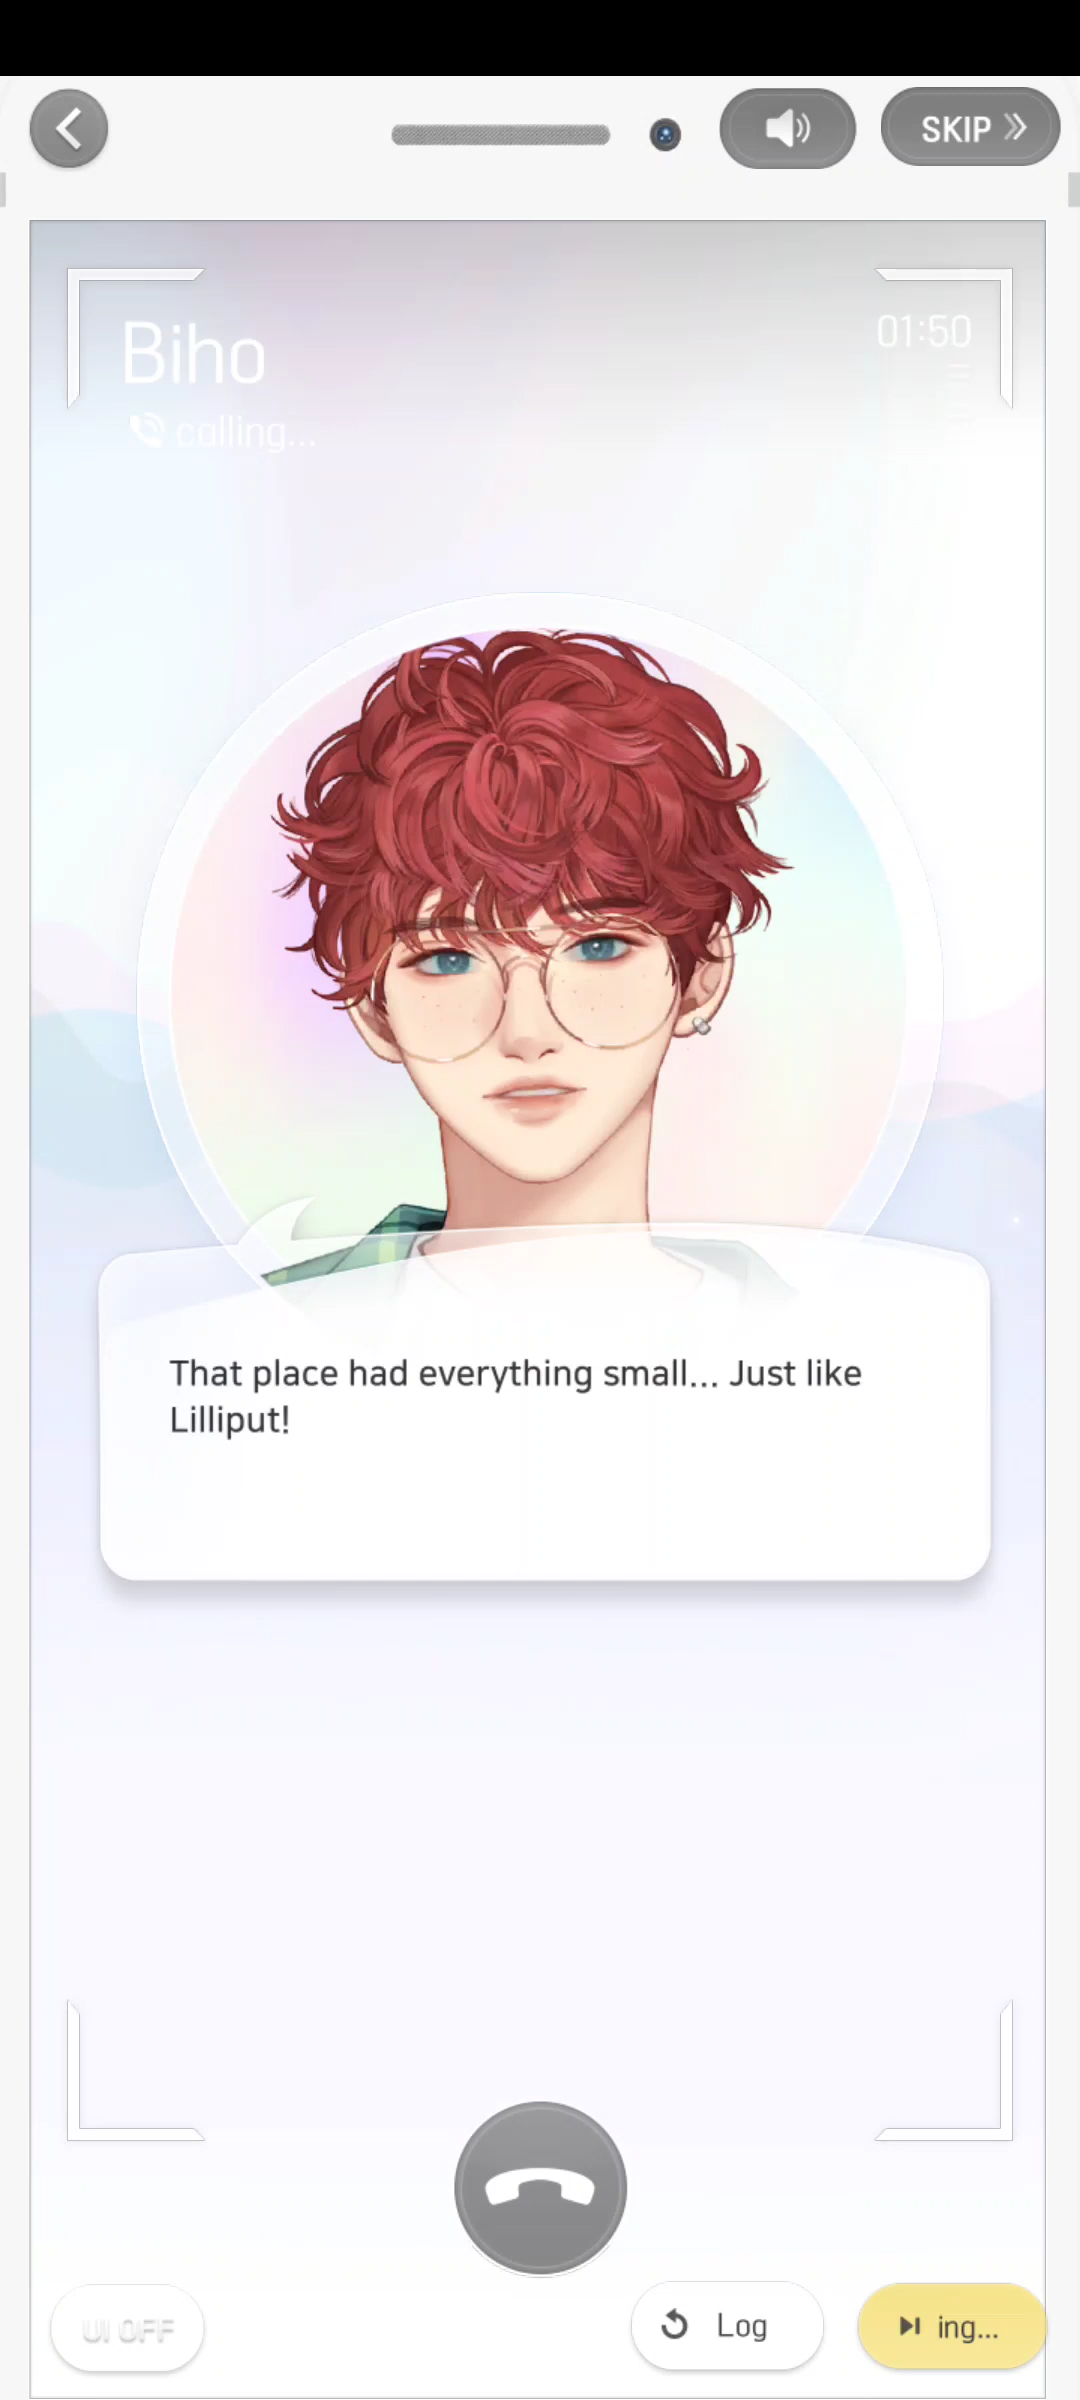 SKIP
Biho
01:50
calling...
That place had everything small... Just like
Lilliput!
UI OFF
Log
ing...